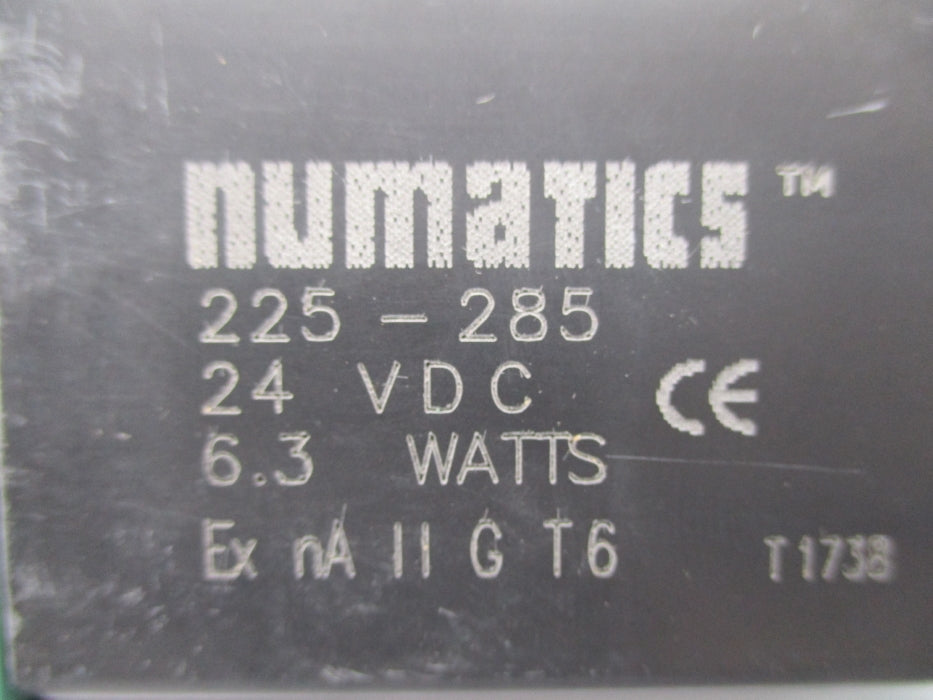 numatics™
225-285
24 VDC
CE
6.3 WATTS
Ex nA II G T6
T1738